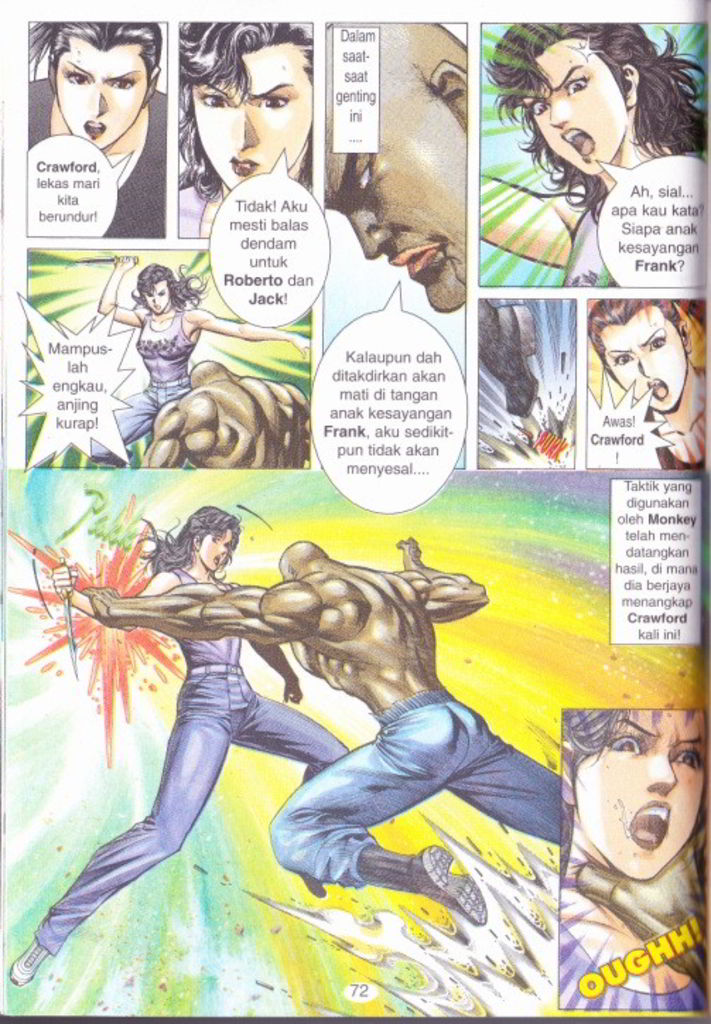 Crawford,
lekas mari
kita
berundur!
Tidak! Aku
mesti balas
dendam
untuk
Roberto dan
Jack!
Dalam
saat-
saat
genting
ini
....
Ah, sial...
apa kau kata?
Siapa anak
kesayangan
Frank?
Mampus-
lah
engkau,
anjing
kurap!
Kalaupun dah
ditakdirkan akan
mati di tangan
anak kesayangan
Frank, aku sedikit-
pun tidak akan
menyesal....
Awas!
Crawford
!
Taktik yang
digunakan
oleh Monkey
telah men-
datangkan
hasil, di mana
dia berjaya
menangkap
Crawford
kali ini!
OUGHH!
72